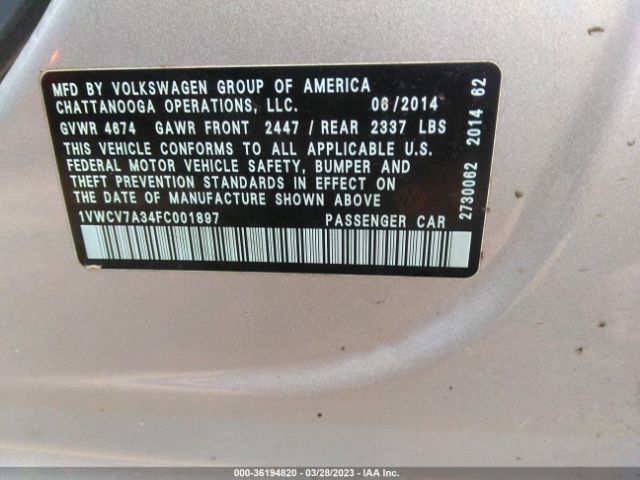 MFD BY VOLKSWAGEN GROUP OF AMERICA
CHATTANOOGA OPERATIONS, LLC. 06/2014
GVWR 4674 GAWR FRONT 2447 / REAR 2337 LBS
THIS VEHICLE CONFORMS TO ALL APPLICABLE U.S.
FEDERAL MOTOR VEHICLE SAFETY, BUMPER AND
THEFT PREVENTION STANDARDS IN EFFECT ON
THE DATE OF MANUFACTURE SHOWN ABOVE
1VWCV7A34FC001897 PASSENGER CAR
2730062 2014 62
000-36194820 - 03/28/2023 - IAA Inc.